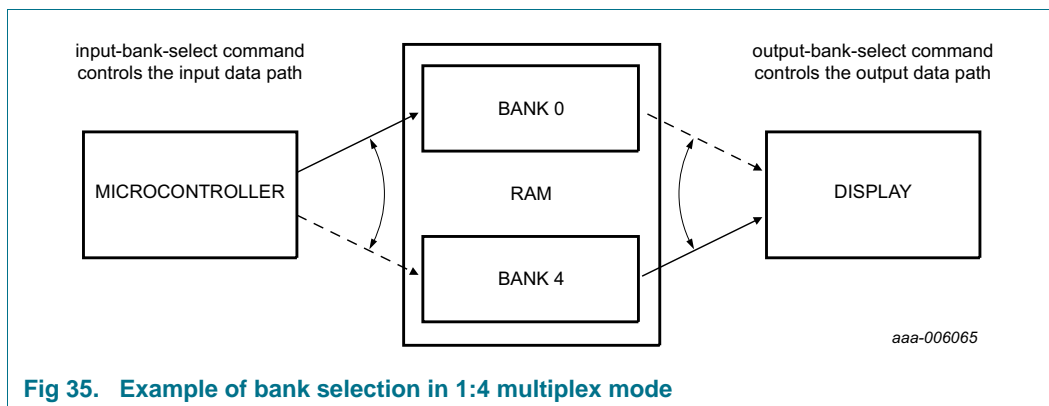 input-bank-select command
controls the input data path
output-bank-select command
controls the output data path
BANK 0
MICROCONTROLLER
RAM
DISPLAY
BANK 4
aaa-006065
Fig 35. Example of bank selection in 1:4 multiplex mode